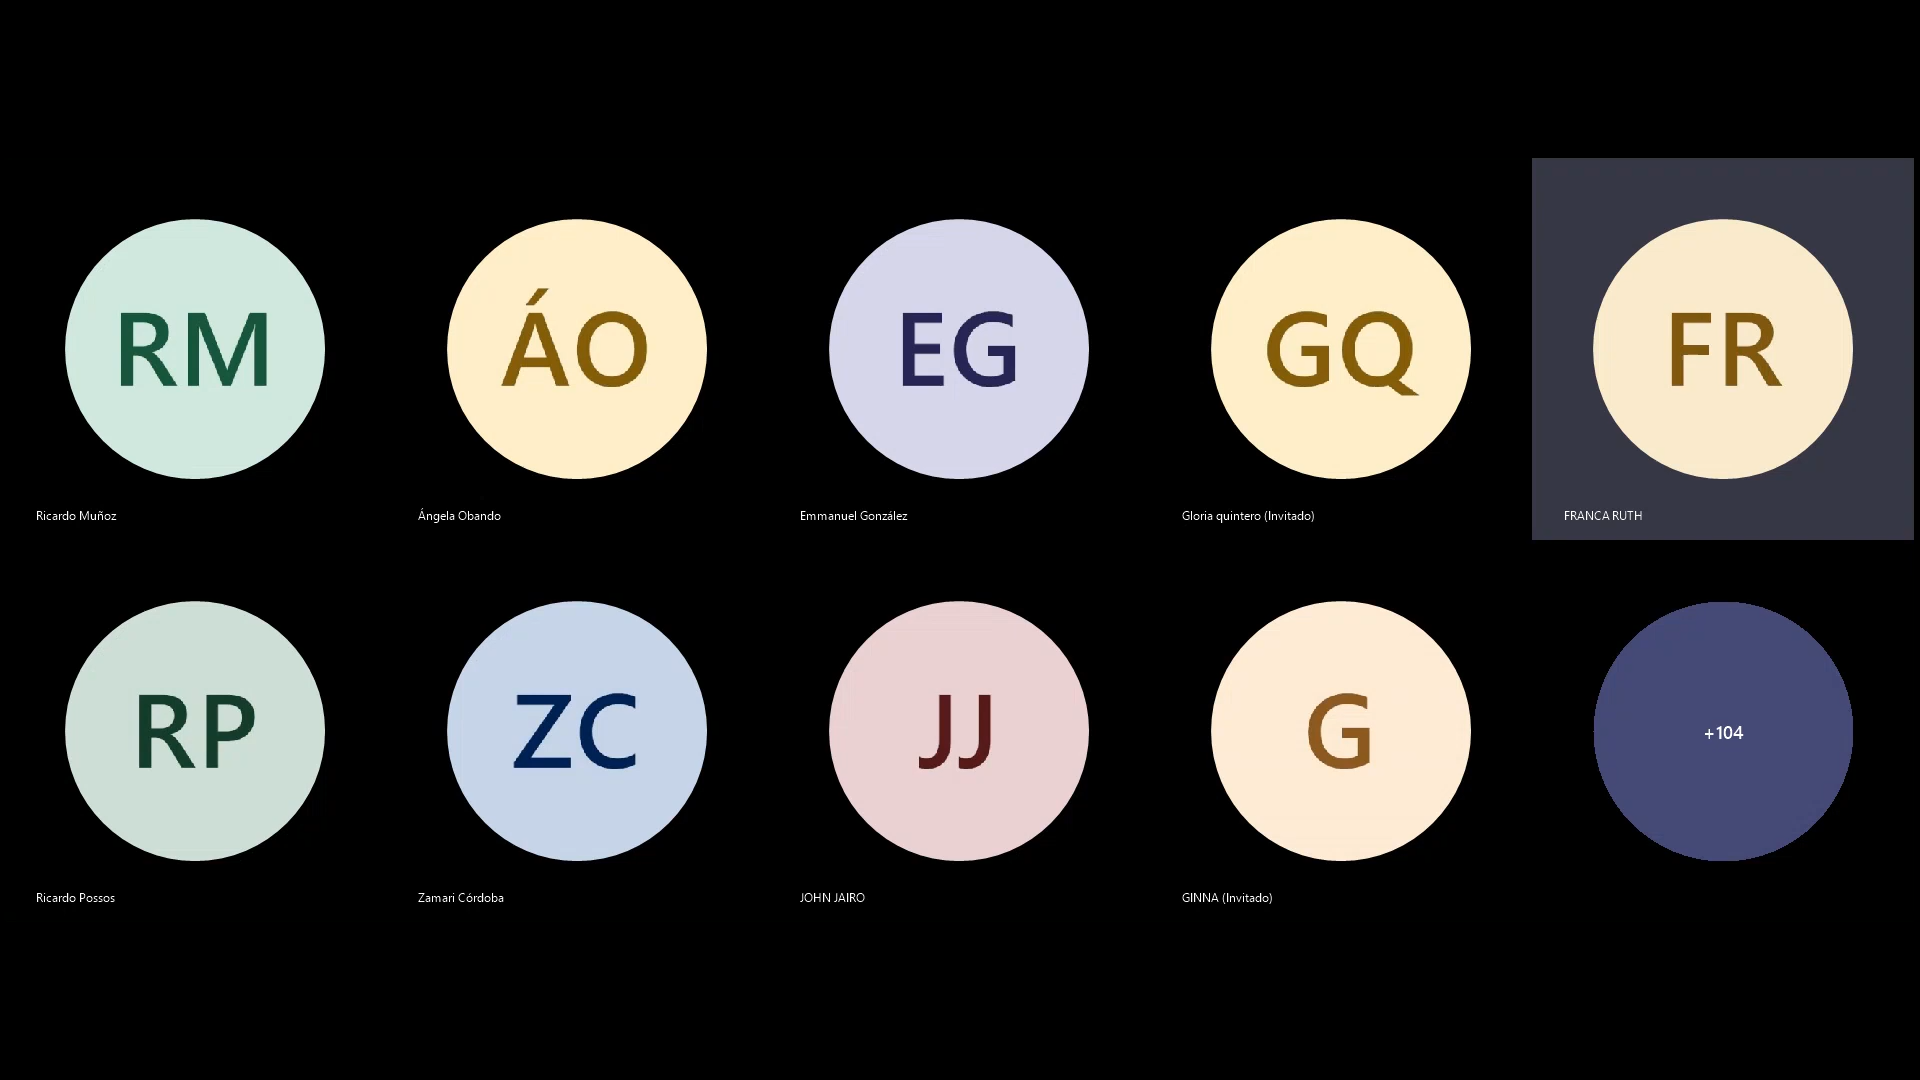 RM
ÁO
EG
GQ
FR
Ricardo Muñoz
Ángela Obando
Emmanuel González
Gloria quintero (Invitado)
FRANCA RUTH
RP
ZC
JJ
G
+104
Ricardo Possos
Zamari Córdoba
JOHN JAIRO
GINNA (Invitado)